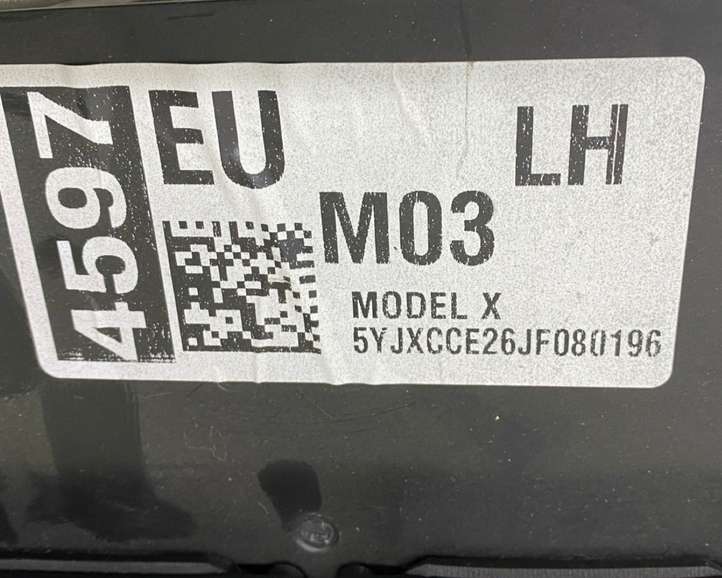 4597
EU
LH
M03
MODEL X
5YJXCCE26JF080196